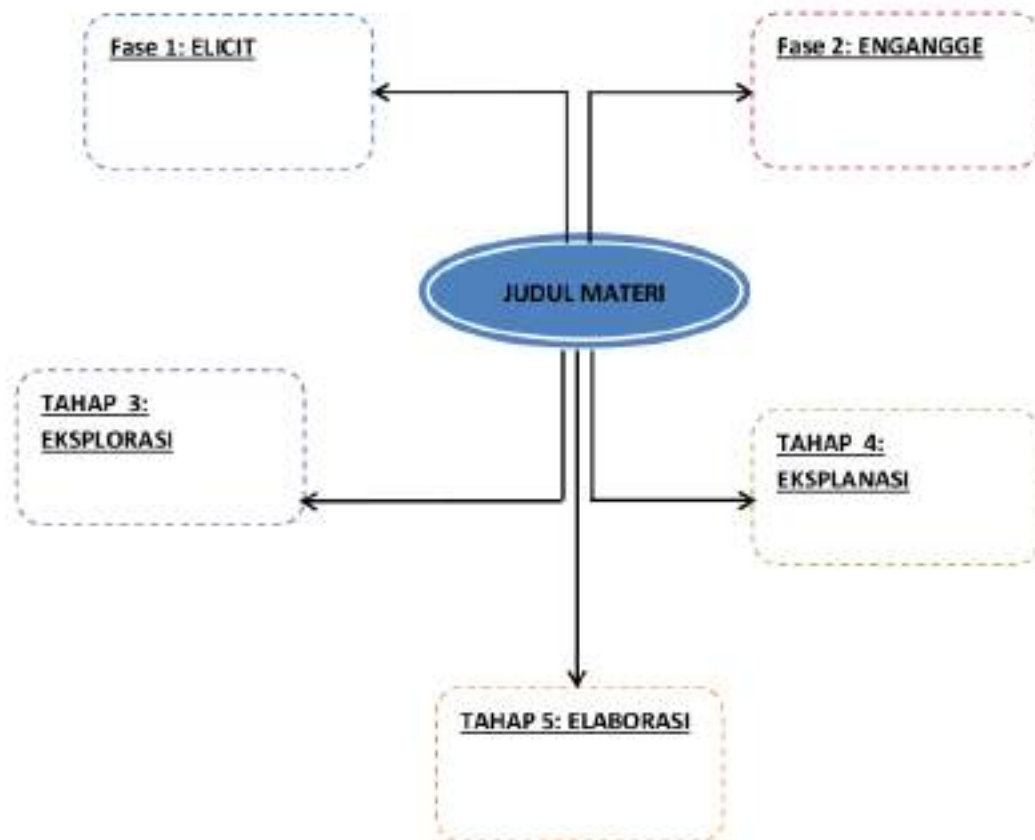 Fase 1: ELICIT
Fase 2: ENGANGGE
JUDUL MATERI
TAHAP 3:
EKSPLORASI
TAHAP 4:
EKSPLANASI
TAHAP 5: ELABORASI